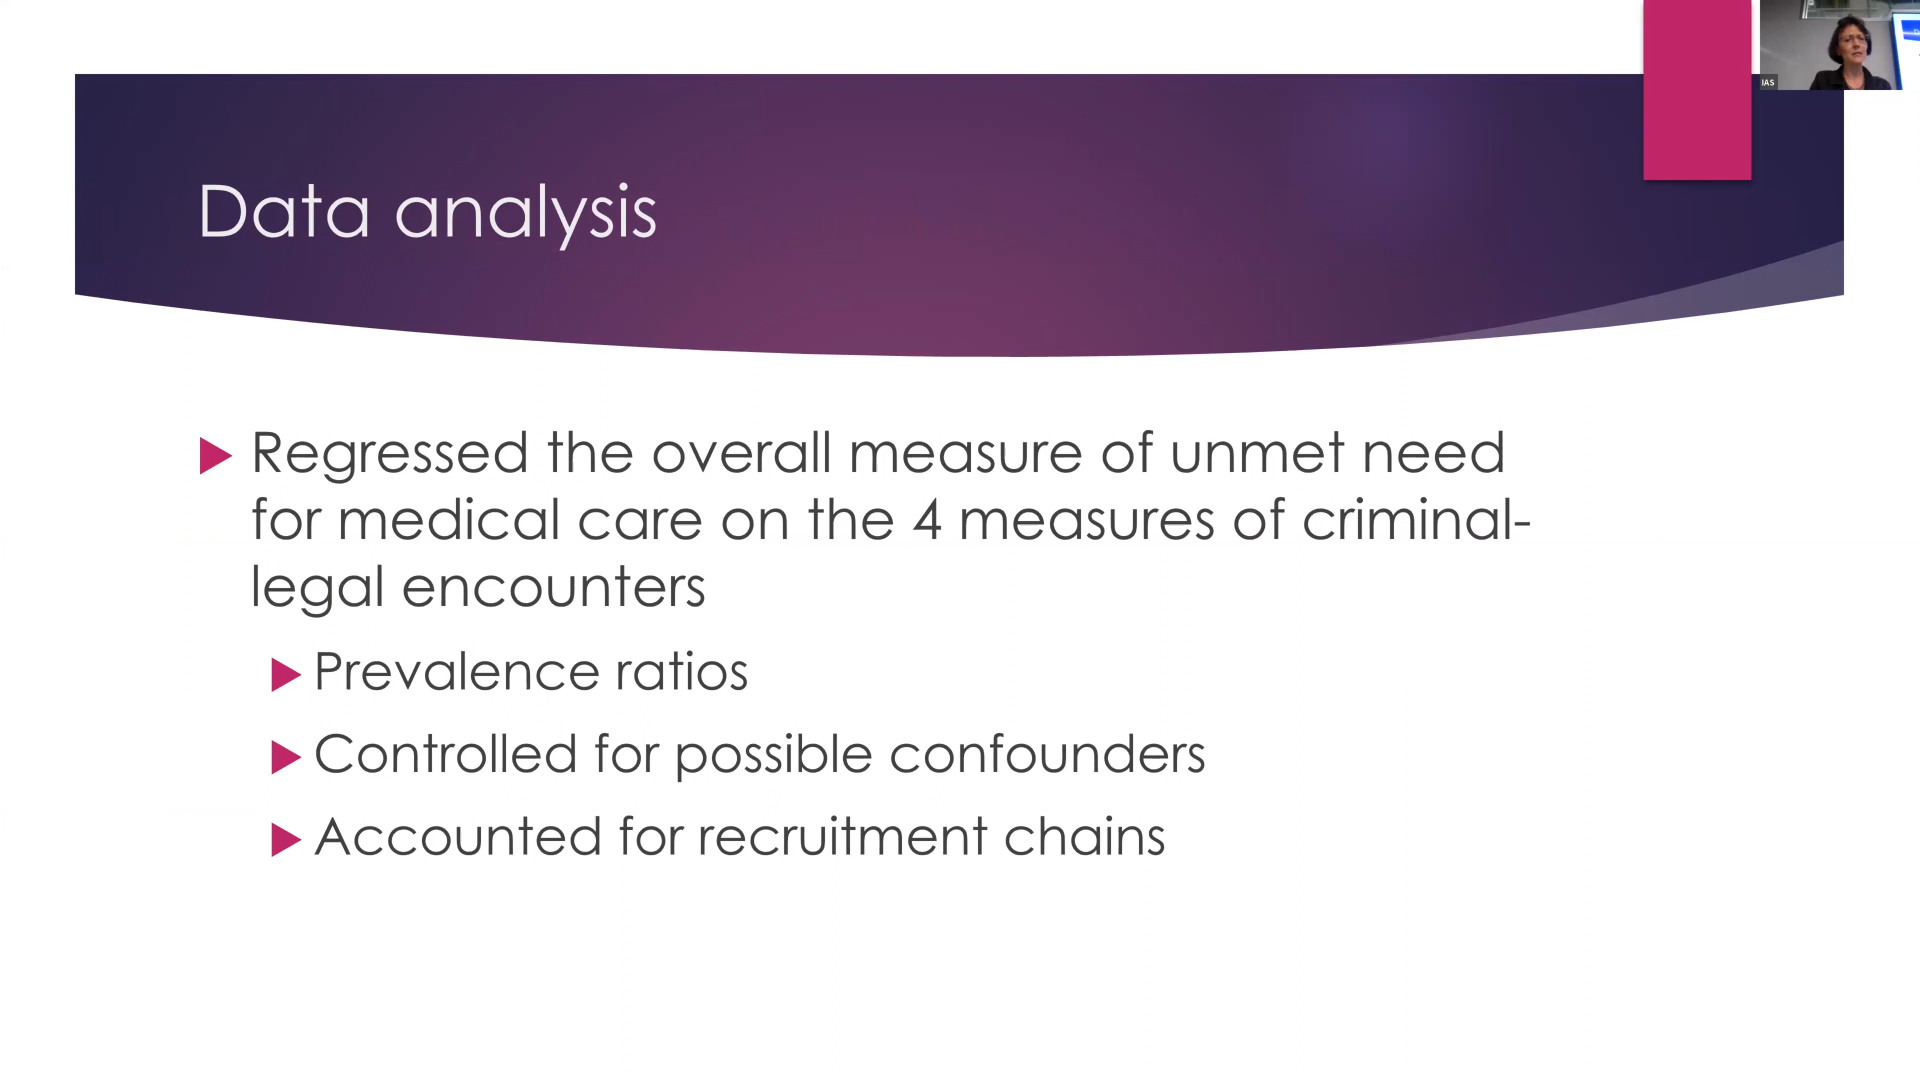 IAS
Data analysis
Regressed the overall measure of unmet need
for medical care on the 4 measures of criminal-
legal encounters
Prevalence ratios
Controlled for possible confounders
Accounted for recruitment chains